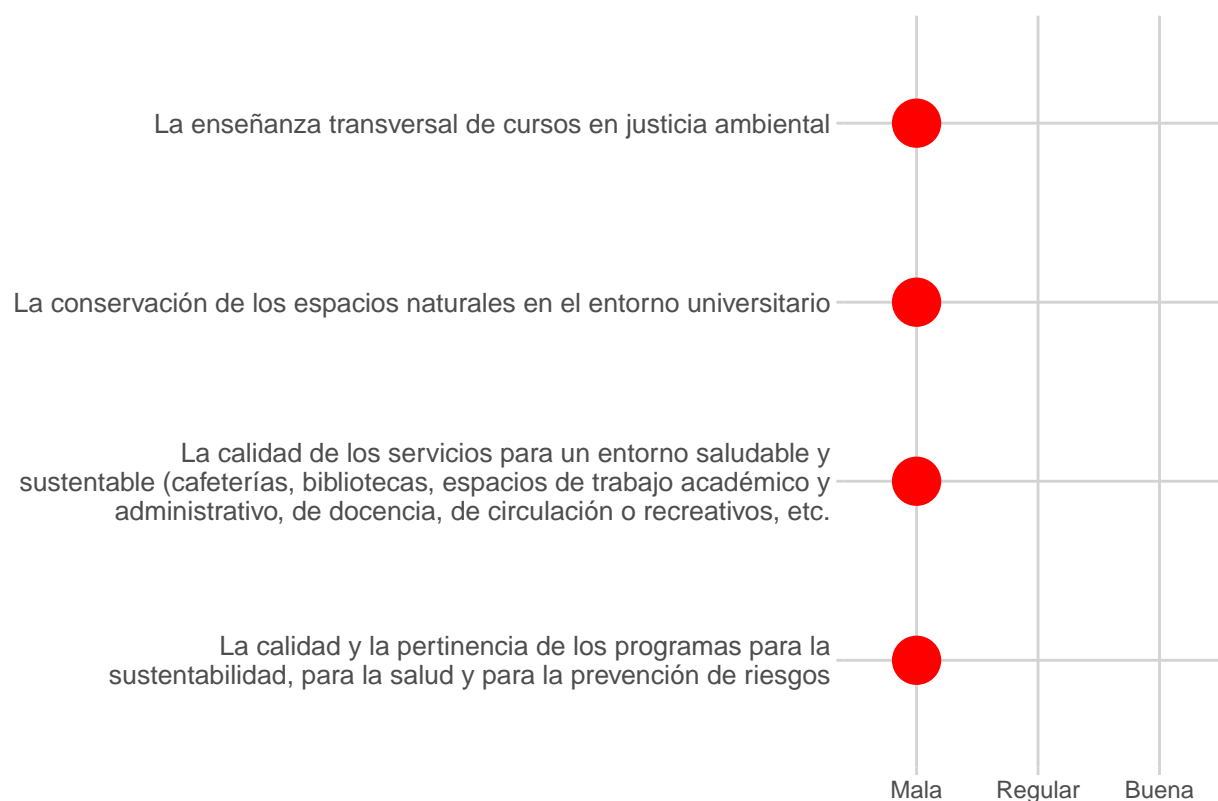 La enseñanza transversal de cursos en justicia ambiental
La conservación de los espacios naturales en el entorno universitario
La calidad de los servicios para un entorno saludable y
sustentable (cafeterías, bibliotecas, espacios de trabajo académico y
administrativo, de docencia, de circulación o recreativos, etc.
La calidad y la pertinencia de los programas para la
sustentabilidad, para la salud y para la prevención de riesgos
Mala Regular Buena